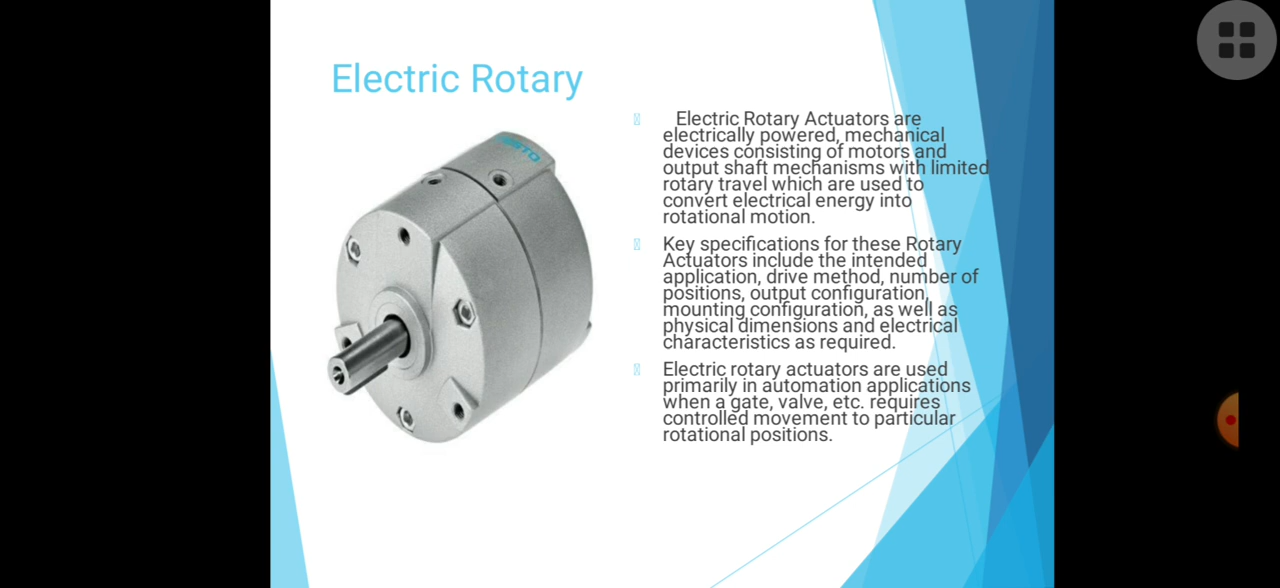 Electric Rotary
Electric Rotary Actuators are
electrically powered, mechanical
devices consisting of motors and
output shaft mechanisms with limited
rotary travel which are used to
convert electrical energy into
rotational motion.
Key specifications for these Rotary
Actuators include the intended
application, drive method, number of
positions, output configuration,
mounting configuration, as well as
physical dimensions and electrical
characteristics as required.
Electric rotary actuators are used
primarily in automation applications
when a gate, valve, etc. requires
controlled movement to particular
rotational positions.